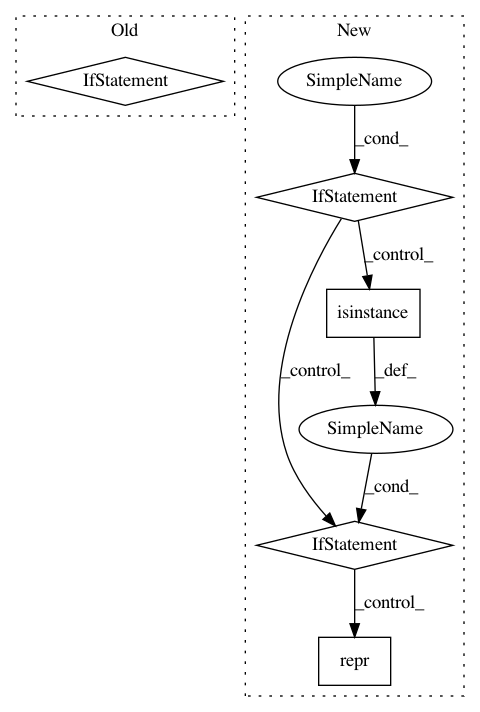 Old
New
IfStatement
SimpleName
_cond_
IfStatement
_control_
isinstance
_control_
_def_
SimpleName
_cond_
IfStatement
_control_
repr